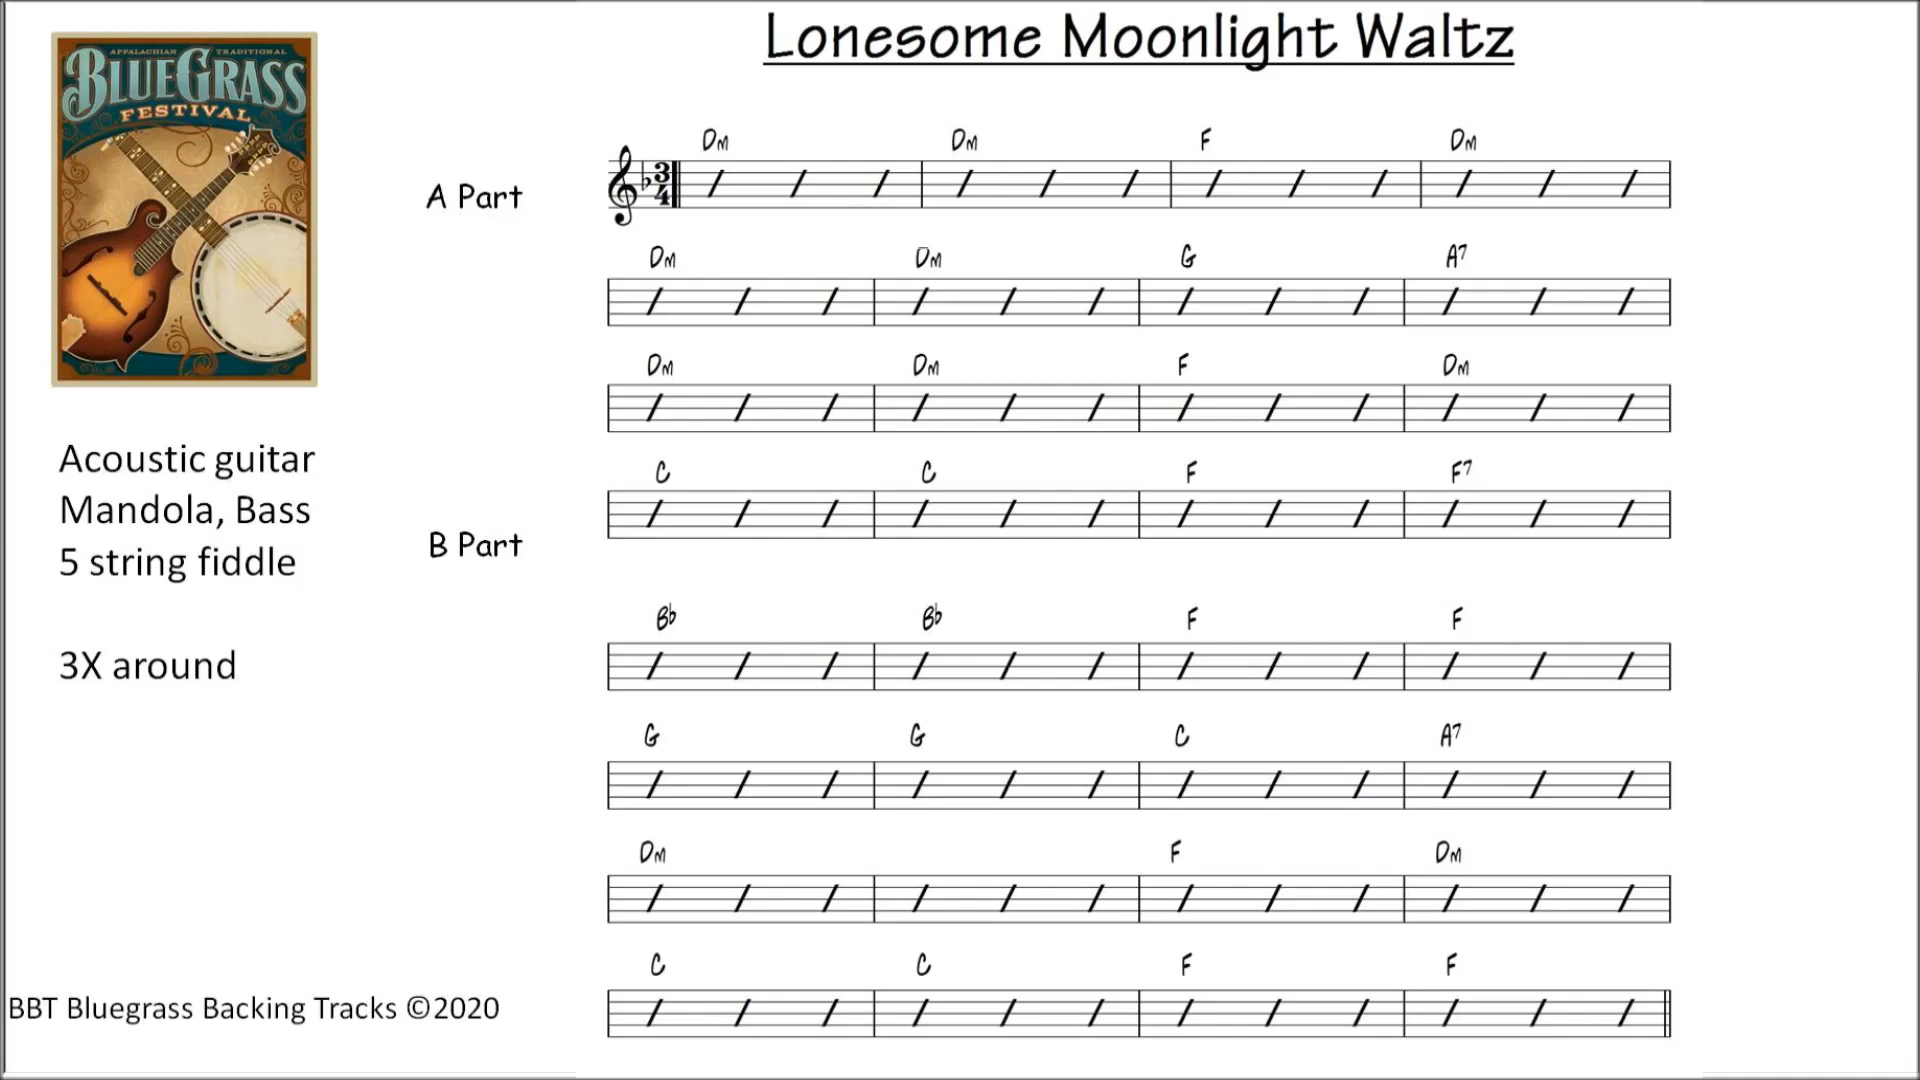 Lonesome Moonlight Waltz
APPALACHIAN TRADITIONAL
BLUEGRASS
FESTIVAL
A Part
3
4
Dm Dm F Dm
Dm Dm G A7
Dm Dm F Dm
C C F F7
B Part
Bb Bb F F
G G C A7
Dm F Dm
C C F F
Acoustic guitar
Mandola, Bass
5 string fiddle
3X around
BBT Bluegrass Backing Tracks ©2020